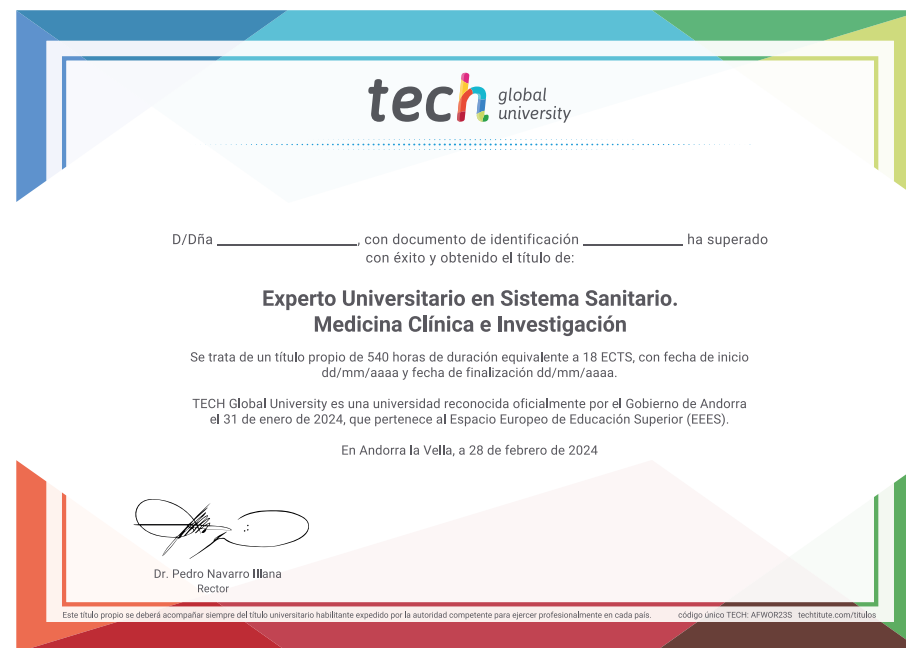 tech global university
D/Dña ________________, con documento de identificación ____________ ha superado
con éxito y obtenido el título de:
Experto Universitario en Sistema Sanitario.
Medicina Clínica e Investigación
Se trata de un título propio de 540 horas de duración equivalente a 18 ECTS, con fecha de inicio
dd/mm/aaaa y fecha de finalización dd/mm/aaaa.
TECH Global University es una universidad reconocida oficialmente por el Gobierno de Andorra
el 31 de enero de 2024, que pertenece al Espacio Europeo de Educación Superior (EEES).
En Andorra la Vella, a 28 de febrero de 2024
Dr. Pedro Navarro Illana
Rector
Este título propio se deberá acompañar siempre del título universitario habilitante expedido por la autoridad competente para ejercer profesionalmente en cada país. código único TECH: AFWOR23S techtitute.com/titulos